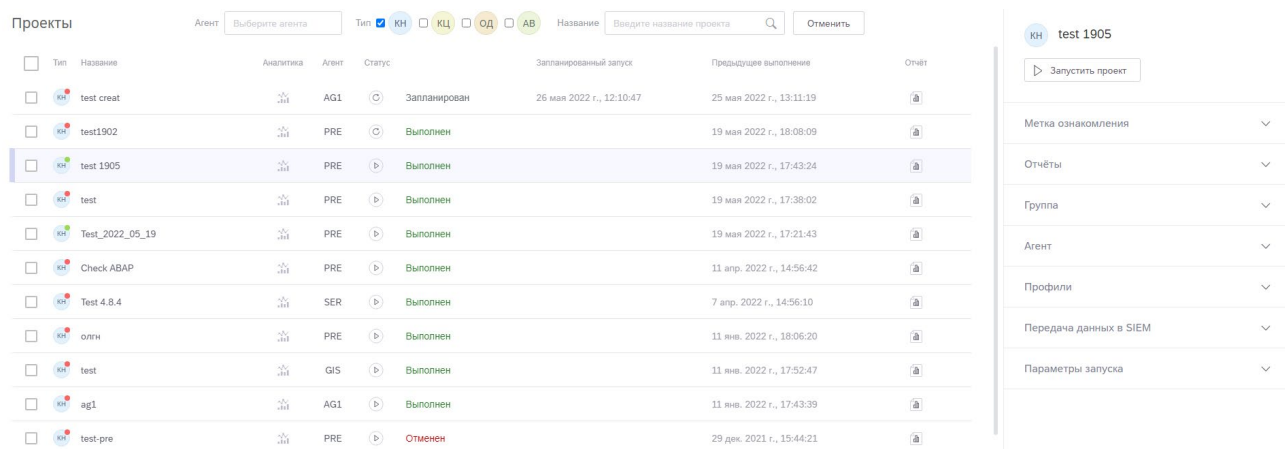 Проекты Агент Выберите агента Тип КН КЦ ОД АВ Название Введите название проекта Отменить
Тип Название Аналитика Агент Статус Запланированный запуск Предыдущее выполнение Отчёт
КН test creat AG1 Запланирован 26 мая 2022 г., 12:10:47 25 мая 2022 г., 13:11:19
КН test1902 PRE Выполнен 19 мая 2022 г., 18:08:09
КН test 1905 PRE Выполнен 19 мая 2022 г., 17:43:24
КН test PRE Выполнен 19 мая 2022 г., 17:38:02
КН Test_2022_05_19 PRE Выполнен 19 мая 2022 г., 17:21:43
КН Check ABAP PRE Выполнен 11 апр. 2022 г., 14:56:42
КН Test 4.8.4 SER Выполнен 7 апр. 2022 г., 14:56:10
КН олгн PRE Выполнен 11 янв. 2022 г., 18:06:20
КН test GIS Выполнен 11 янв. 2022 г., 17:52:47
КН ag1 AG1 Выполнен 11 янв. 2022 г., 17:43:39
КН test-pre PRE Отменен 29 дек. 2021 г., 15:44:21
КН test 1905
Запустить проект
Метка ознакомления
Отчёты
Группа
Агент
Профили
Передача данных в SIEM
Параметры запуска